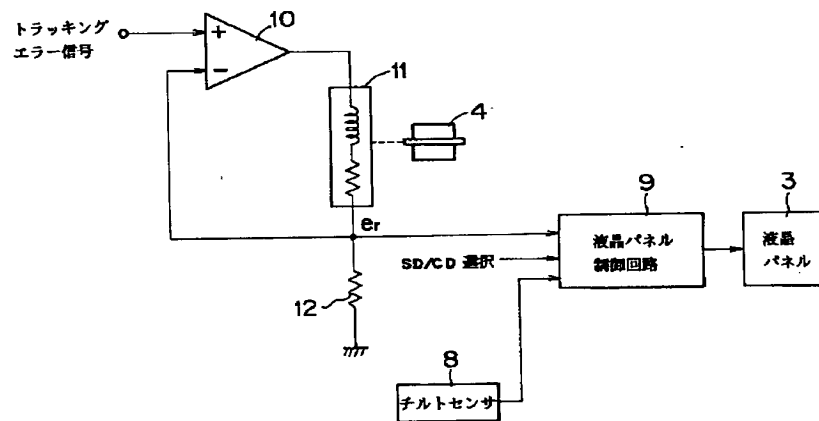 トラッキング
エラー信号
10
+
-
11
4
er
12
SD/CD 選択
9
液晶パネル
制御回路
3
液晶
パネル
8
チルトセンサ